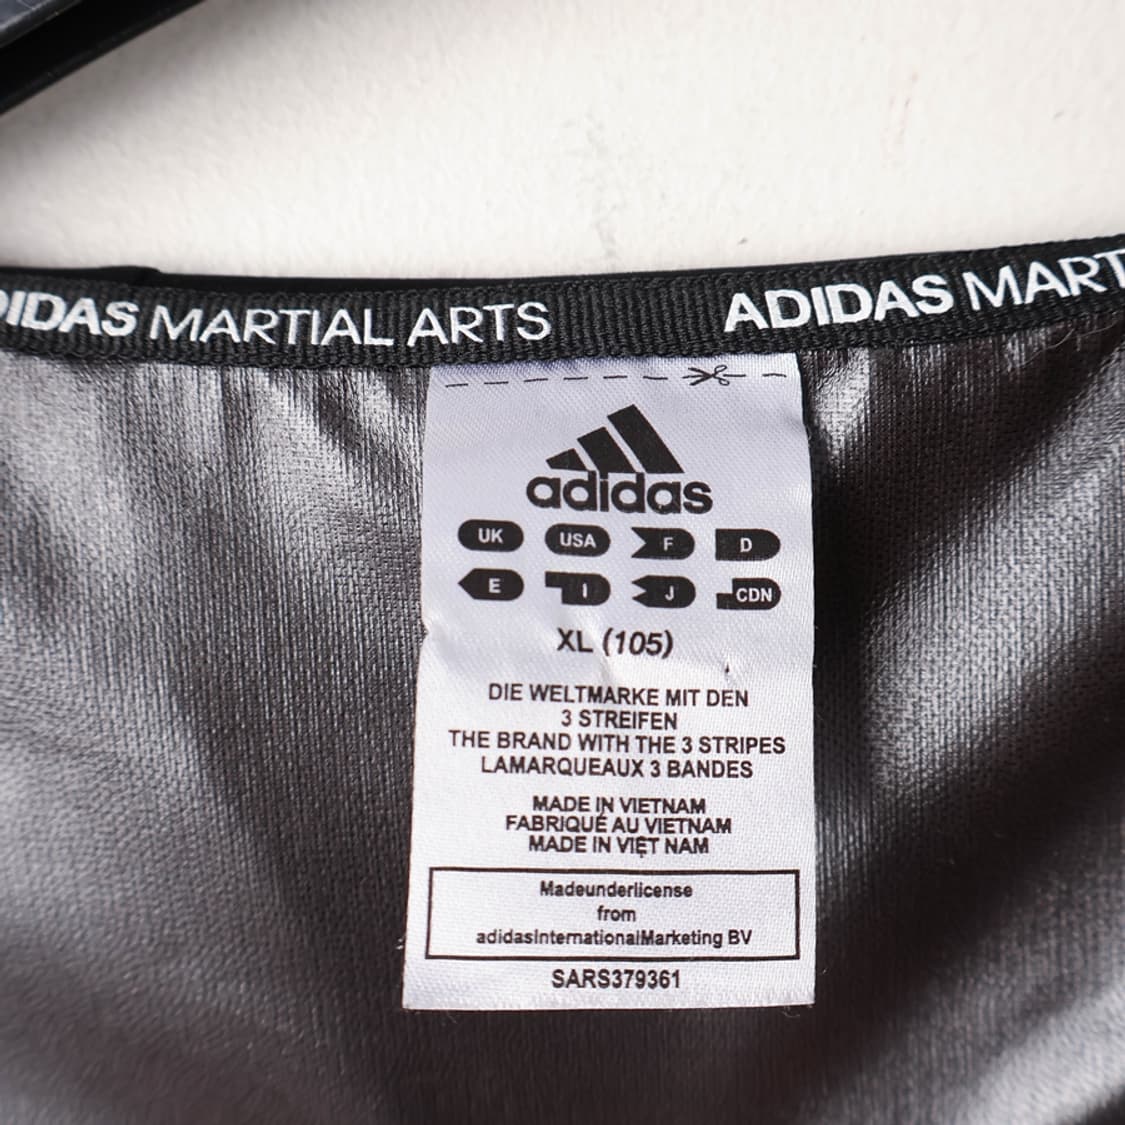 DIDAS MARTIAL ARTS ADIDAS MART
adidas
UK USA F D
E I J CDN
XL (105)
DIE WELTMARKE MIT DEN
3 STREIFEN
THE BRAND WITH THE 3 STRIPES
LAMARQUEAUX 3 BANDES
MADE IN VIETNAM
FABRIQUÉ AU VIETNAM
MADE IN VIỆT NAM
Madeunderlicense
from
adidasInternationalMarketing BV
SARS379361